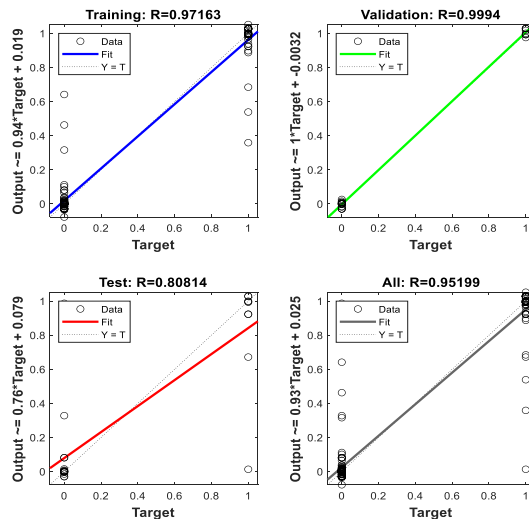 Training: R=0.97163
Output ~= 0.94*Target + 0.019
1
0.8
0.6
0.4
0.2
0
Data
Fit
Y = T
0 0.2 0.4 0.6 0.8 1
Target
Validation: R=0.9994
Output ~= 1*Target + -0.0032
1
0.8
0.6
0.4
0.2
0
Data
Fit
Y = T
0 0.2 0.4 0.6 0.8 1
Target
Test: R=0.80814
Output ~= 0.76*Target + 0.079
1
0.8
0.6
0.4
0.2
0
Data
Fit
Y = T
0 0.2 0.4 0.6 0.8 1
Target
All: R=0.95199
Output ~= 0.93*Target + 0.025
1
0.8
0.6
0.4
0.2
0
Data
Fit
Y = T
0 0.2 0.4 0.6 0.8 1
Target